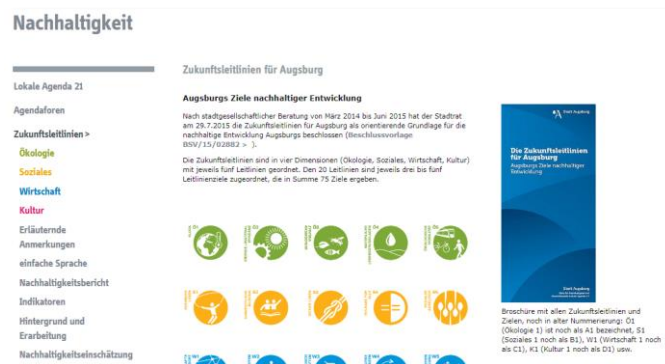 Nachhaltigkeit
Lokale Agenda 21
Agendaforen
Zukunftsleitlinien >
Ökologie
Soziales
Wirtschaft
Kultur
Erläuternde
Anmerkungen
einfache Sprache
Nachhaltigkeitsbericht
Indikatoren
Hintergrund und
Erarbeitung
Nachhaltigkeitseinschätzung
Zukunftsleitlinien für Augsburg
Augsburgs Ziele nachhaltiger Entwicklung
Nach stadtgesellschaftlicher Beratung von März 2014 bis Juni 2015 hat der Stadtrat
am 29.7.2015 die Zukunftsleitlinien für Augsburg als orientierende Grundlage für die
nachhaltige Entwicklung Augsburgs beschlossen (Beschlussvorlage
BSV/15/02882 > ).
Die Zukunftsleitlinien sind in vier Dimensionen (Ökologie, Soziales, Wirtschaft, Kultur)
mit jeweils fünf Leitlinien geordnet. Den 20 Leitlinien sind jeweils drei bis fünf
Leitlinienziele zugeordnet, die in Summe 75 Ziele ergeben.
Stadt Augsburg
Die Zukunftsleitlinien
für Augsburg
Augsburgs Ziele nachhaltiger
Entwicklung
Stadt Augsburg
Broschüre mit allen Zukunftsleitlinien und
Zielen, noch in alter Nummerierung: Ö1
(Ökologie 1) ist noch als A1 bezeichnet, S1
(Soziales 1 noch als B1), W1 (Wirtschaft 1 noch
als C1), K1 (Kultur 1 noch als D1) usw.